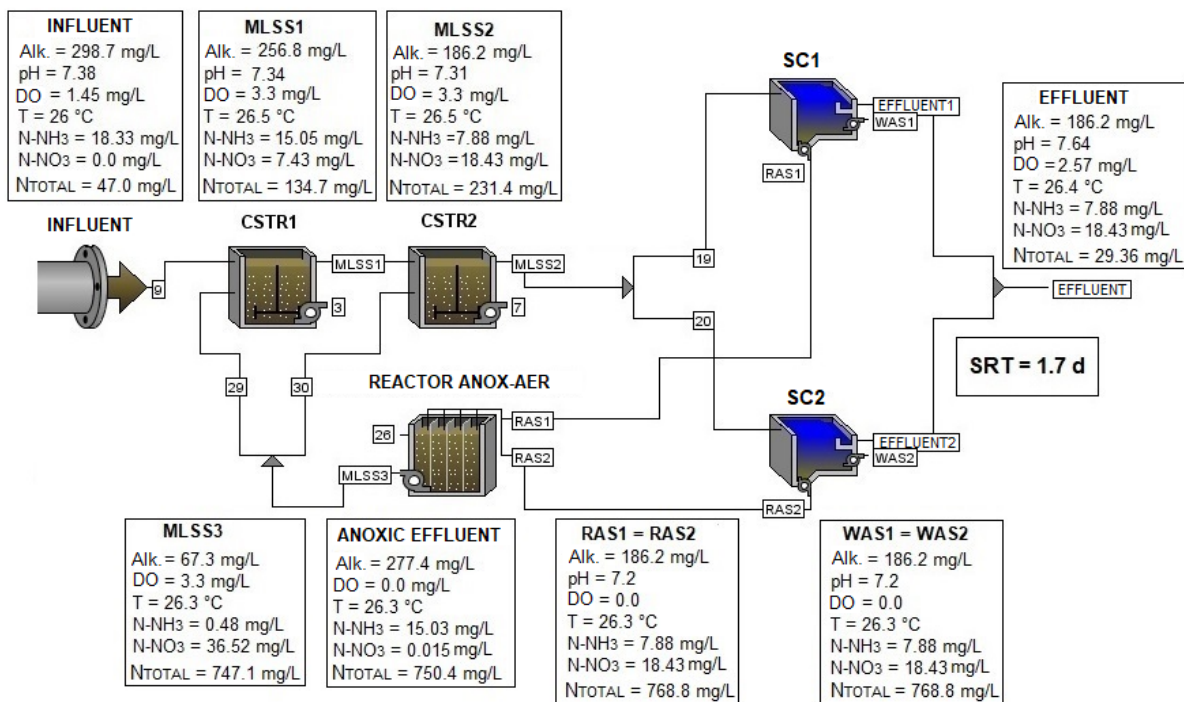 INFLUENT
Alk. = 298.7 mg/L
pH = 7.38
DO = 1.45 mg/L
T = 26 °C
N-NH3 = 18.33 mg/L
N-NO3 = 0.0 mg/L
NTOTAL = 47.0 mg/L
MLSS1
Alk. = 256.8 mg/L
pH = 7.34
DO = 3.3 mg/L
T = 26.5 °C
N-NH3 = 15.05 mg/L
N-NO3 = 7.43 mg/L
NTOTAL = 134.7 mg/L
MLSS2
Alk. = 186.2 mg/L
pH = 7.31
DO = 3.3 mg/L
T = 26.5 °C
N-NH3 =7.88 mg/L
N-NO3 = 18.43 mg/L
NTOTAL = 231.4 mg/L
SC1
EFFLUENT1
WAS1
RAS1
EFFLUENT
Alk. = 186.2 mg/L
pH = 7.64
DO = 2.57 mg/L
T = 26.4 °C
N-NH3 = 7.88 mg/L
N-NO3 = 18.43 mg/L
NTOTAL = 29.36 mg/L
INFLUENT
CSTR1
CSTR2
9
MLSS1
MLSS2
3
7
19
20
EFFLUENT
29
30
REACTOR ANOX-AER
SRT = 1.7 d
SC2
26
RAS1
RAS2
MLSS3
EFFLUENT2
WAS2
RAS2
MLSS3
Alk. = 67.3 mg/L
DO = 3.3 mg/L
T = 26.3 °C
N-NH3 = 0.48 mg/L
N-NO3 = 36.52 mg/L
NTOTAL = 747.1 mg/L
ANOXIC EFFLUENT
Alk. = 277.4 mg/L
DO = 0.0 mg/L
T = 26.3 °C
N-NH3 = 15.03 mg/L
N-NO3 = 0.015 mg/L
NTOTAL = 750.4 mg/L
RAS1 = RAS2
Alk. = 186.2 mg/L
pH = 7.2
DO = 0.0
T = 26.3 °C
N-NH3 = 7.88 mg/L
N-NO3 = 18.43 mg/L
NTOTAL = 768.8 mg/L
WAS1 = WAS2
Alk. = 186.2 mg/L
pH = 7.2
DO = 0.0
T = 26.3 °C
N-NH3 = 7.88 mg/L
N-NO3 = 18.43 mg/L
NTOTAL = 768.8 mg/L